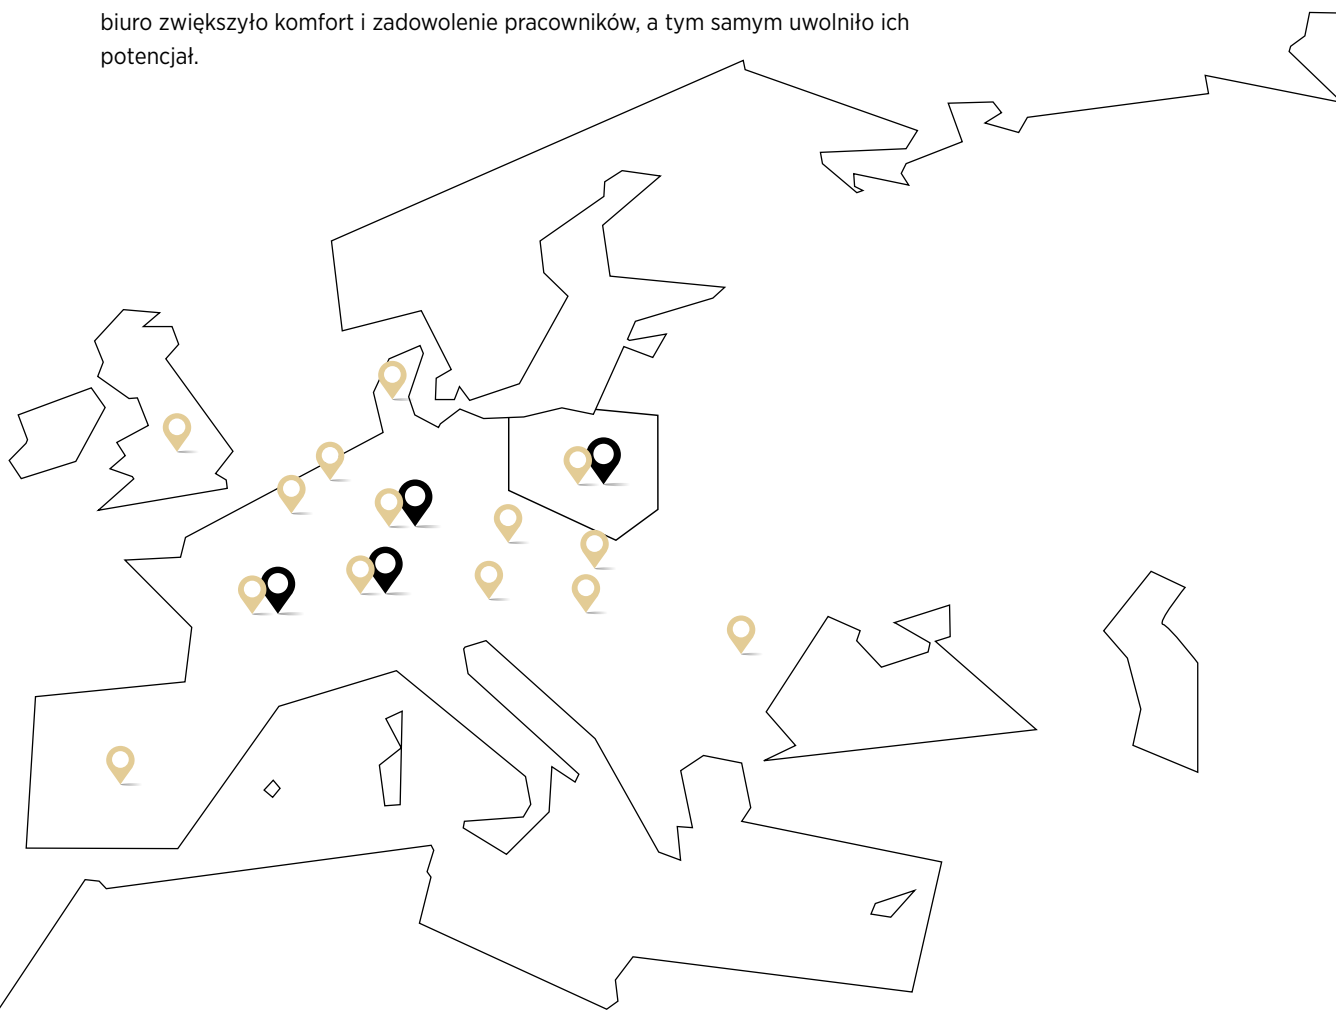 biuro zwiększyło komfort i zadowolenie pracowników, a tym samym uwolniło ich
potencjał.